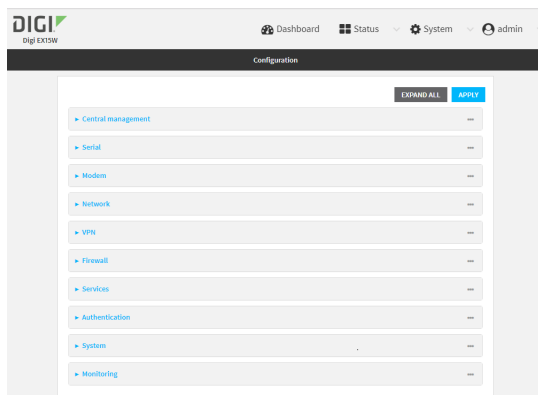 DIGI
Digi EX15W
Dashboard Status System admin
Configuration
EXPAND ALL APPLY
Central management
Serial
Modem
Network
VPN
Firewall
Services
Authentication
System
Monitoring